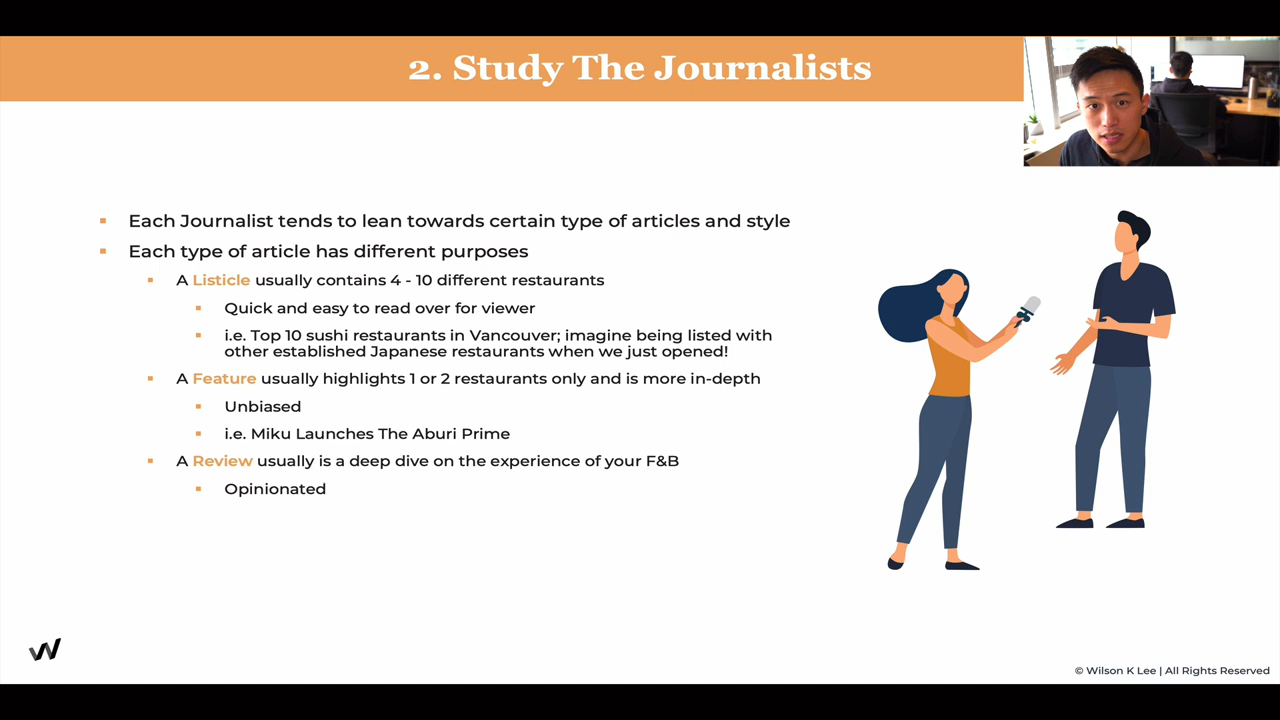 2. Study The Journalists
Each Journalist tends to lean towards certain type of articles and style
Each type of article has different purposes
A Listicle usually contains 4 - 10 different restaurants
Quick and easy to read over for viewer
i.e. Top 10 sushi restaurants in Vancouver; imagine being listed with
other established Japanese restaurants when we just opened!
A Feature usually highlights 1 or 2 restaurants only and is more in-depth
Unbiased
i.e. Miku Launches The Aburi Prime
A Review usually is a deep dive on the experience of your F&B
Opinionated
© Wilson K Lee | All Rights Reserved